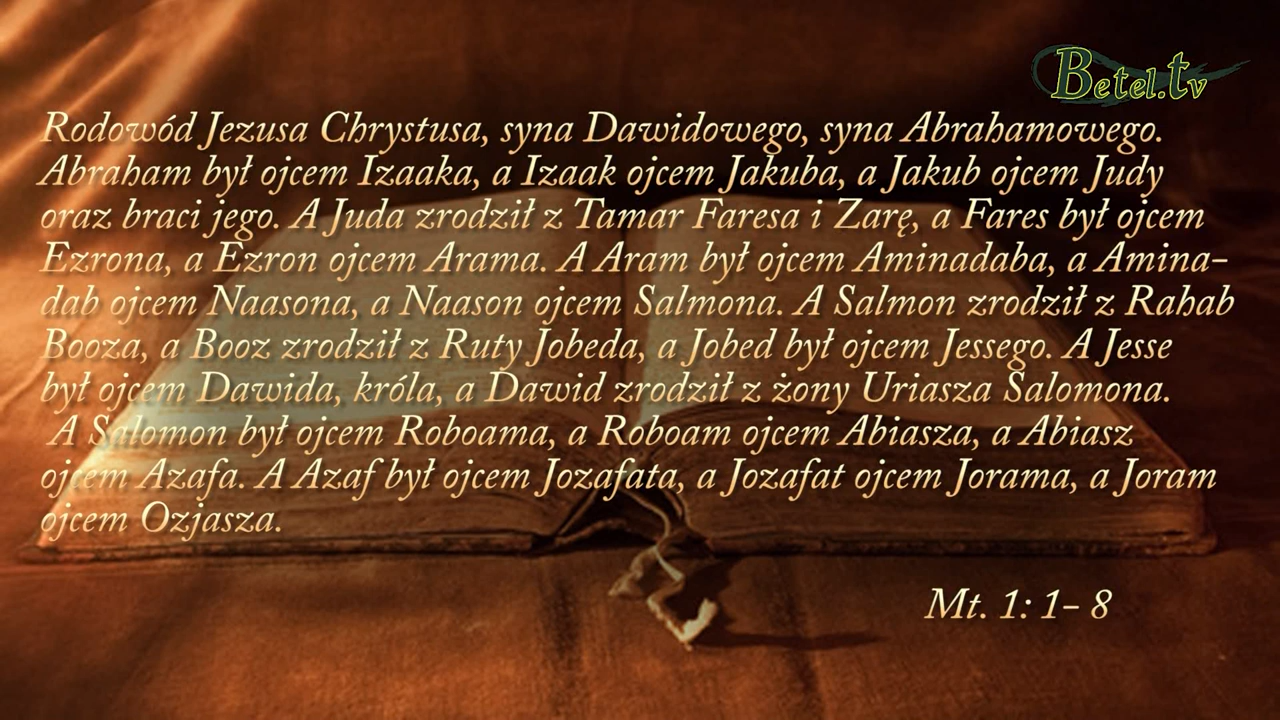 Betel.tv
Rodowód Jezusa Chrystusa, syna Dawidowego, syna Abrahamowego.
Abraham był ojcem Izaaka, a Izaak ojcem Jakuba, a Jakub ojcem Judy
oraz braci jego. A Juda zrodził z Tamar Faresa i Zarę, a Fares był ojcem
Ezrona, a Ezron ojcem Arama. A Aram był ojcem Aminadaba, a Amina-
dab ojcem Naasona, a Naason ojcem Salmona. A Salmon zrodził z Rahab
Booza, a Booz zrodził z Ruty Jobeda, a Jobed był ojcem Jessego. A Jesse
był ojcem Dawida, króla, a Dawid zrodził z żony Uriasza Salomona.
A Salomon był ojcem Roboama, a Roboam ojcem Abiasza, a Abiasz
ojcem Azafa. A Azaf był ojcem Jozafata, a Jozafat ojcem Jorama, a Joram
ojcem Ozjasza.
Mt. 1: 1- 8